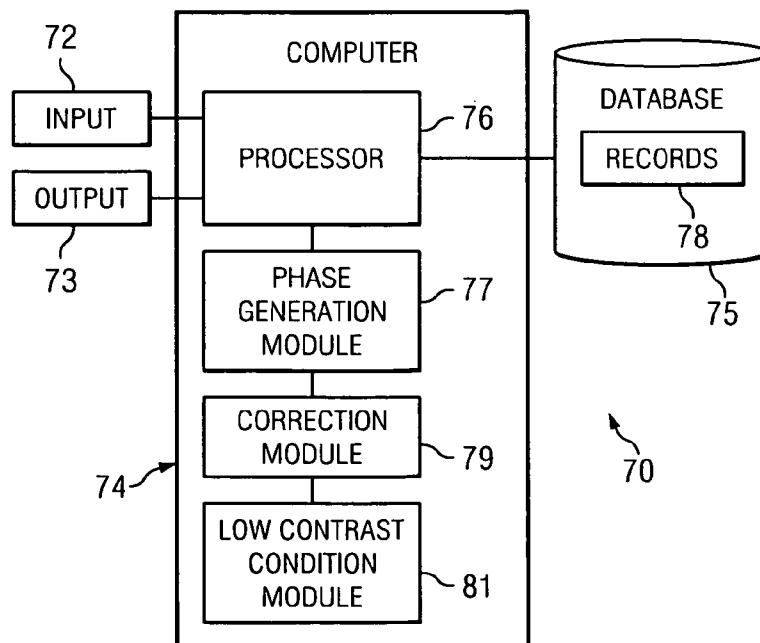 72
INPUT
OUTPUT
73
COMPUTER
PROCESSOR
76
PHASE
GENERATION
MODULE
77
CORRECTION
MODULE
79
LOW CONTRAST
CONDITION
MODULE
81
74
DATABASE
RECORDS
78
75
70